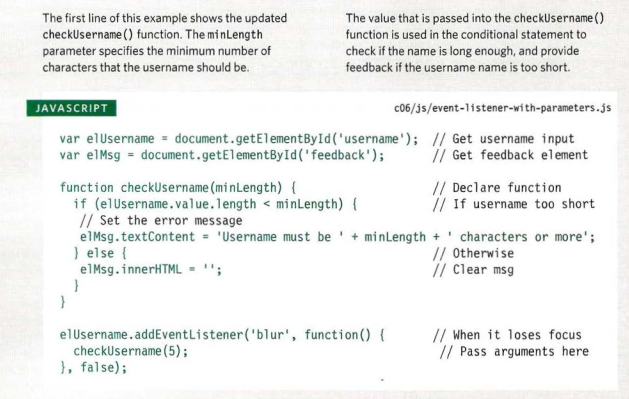 The first line of this example shows the updated
checkUsername() function. The minLength
parameter specifies the minimum number of
characters that the username should be.
The value that is passed into the checkUsername()
function is used in the conditional statement to
check if the name is long enough, and provide
feedback if the username name is too short.
JAVASCRIPT c06/js/event-listener-with-parameters.js
var elUsername = document.getElementById('username'); // Get username input
var elMsg = document.getElementById('feedback'); // Get feedback element
function checkUsername(minLength) { // Declare function
if (elUsername.value.length < minLength) { // If username too short
// Set the error message
elMsg.textContent = 'Username must be ' + minLength + ' characters or more';
} else { // Otherwise
elMsg.innerHTML = ''; // Clear msg
}
}
elUsername.addEventListener('blur', function() { // When it loses focus
checkUsername(5); // Pass arguments here
}, false);